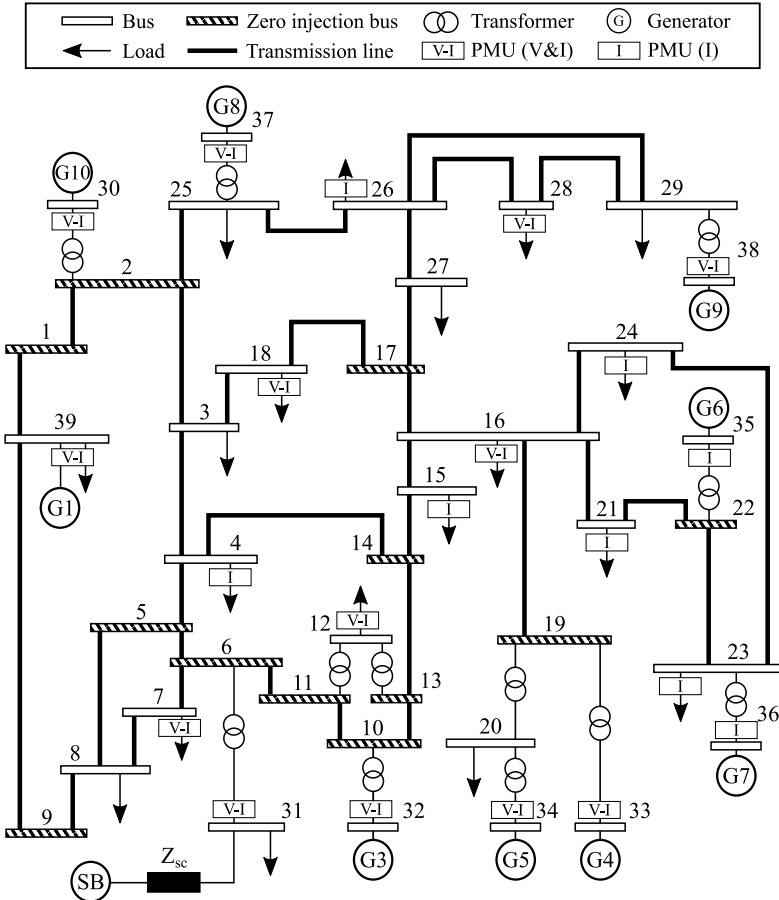 Bus Zero injection bus Transformer G Generator
Load Transmission line V-I PMU (V&I) I PMU (I)
G8
37
V-I
G10
30
V-I
25
I
26
28
V-I
29
38
V-I
G9
2
1
27
18
V-I
17
24
I
G6
35
I
3
39
V-I
G1
16
V-I
15
I
21
I
22
4
I
14
5
12
V-I
19
6
11
13
23
I
7
V-I
10
20
36
I
G7
8
9
V-I
31
V-I
32
V-I
34
V-I
33
G3
G5
G4
Zsc
SB